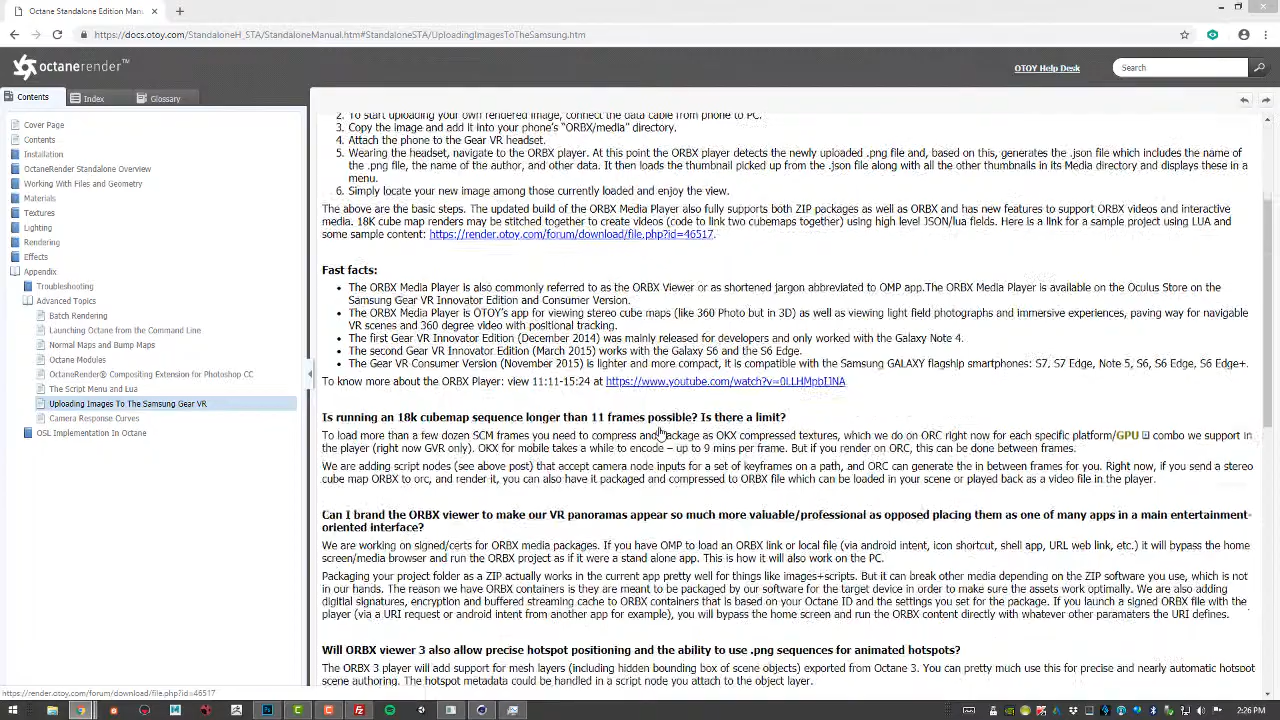 Octane Standalone Edition Manu
https://docs.otoy.com/StandaloneH_STA/StandaloneManual.htm#StandaloneSTA/UploadingImagesToTheSamsung.htm
octanerender™
OTOY Help Desk
Search
Contents
Index
Glossary
Cover Page
Contents
Installation
OctaneRender Standalone Overview
Working With Files and Geometry
Materials
Textures
Lighting
Rendering
Effects
Appendix
Troubleshooting
Advanced Topics
Batch Rendering
Launching Octane from the Command Line
Normal Maps and Bump Maps
Octane Modules
OctaneRender® Compositing Extension for Photoshop CC
The Script Menu and Lua
Uploading Images To The Samsung Gear VR
Camera Response Curves
OSL Implementation In Octane
2. To start uploading your own rendered image, connect the data cable from phone to PC.
3. Copy the image and add it into your phone's "ORBX/media" directory.
4. Attach the phone to the Gear VR headset.
5. Wearing the headset, navigate to the ORBX player. At this point the ORBX player detects the newly uploaded .png file and, based on this, generates the .json file which includes the name of
the .png file, the name of the author, and other data. It then loads the thumbnail picked up from the .json file along with all the other thumbnails in its Media directory and displays these in a
menu.
6. Simply locate your new image among those currently loaded and enjoy the view.
The above are the basic steps. The updated build of the ORBX Media Player also fully supports both ZIP packages as well as ORBX and has new features to support ORBX videos and interactive
media. 18K cube map renders may be stitched together to create videos (code to link two cubemaps together) using high level JSON/lua fields. Here is a link for a sample project using LUA and
some sample content: https://render.otoy.com/forum/download/file.php?id=46517.
Fast facts:
• The ORBX Media Player is also commonly referred to as the ORBX Viewer or as shortened jargon abbreviated to OMP app.The ORBX Media Player is available on the Oculus Store on the
Samsung Gear VR Innovator Edition and Consumer Version.
• The ORBX Media Player is OTOY's app for viewing stereo cube maps (like 360 Photo but in 3D) as well as viewing light field photographs and immersive experiences, paving way for navigable
VR scenes and 360 degree video with positional tracking.
• The first Gear VR Innovator Edition (December 2014) was mainly released for developers and only worked with the Galaxy Note 4.
• The second Gear VR Innovator Edition (March 2015) works with the Galaxy S6 and the S6 Edge.
• The Gear VR Consumer Version (November 2015) is lighter and more compact, it is compatible with the Samsung GALAXY flagship smartphones: S7, S7 Edge, Note 5, S6, S6 Edge, S6 Edge+.
To know more about the ORBX Player: view 11:11-15:24 at https://www.youtube.com/watch?v=0LLHMpbIJNA
Is running an 18k cubemap sequence longer than 11 frames possible? Is there a limit?
To load more than a few dozen SCM frames you need to compress and package as OKX compressed textures, which we do on ORC right now for each specific platform/GPU combo we support in
the player (right now GVR only). OKX for mobile takes a while to encode – up to 9 mins per frame. But if you render on ORC, this can be done between frames.
We are adding script nodes (see above post) that accept camera node inputs for a set of keyframes on a path, and ORC can generate the in between frames for you. Right now, if you send a stereo
cube map ORBX to orc, and render it, you can also have it packaged and compressed to ORBX file which can be loaded in your scene or played back as a video file in the player.
Can I brand the ORBX viewer to make our VR panoramas appear so much more valuable/professional as opposed placing them as one of many apps in a main entertainment-
oriented interface?
We are working on signed/certs for ORBX media packages. If you have OMP to load an ORBX link or local file (via android intent, icon shortcut, shell app, URL web link, etc.) it will bypass the home
screen/media browser and run the ORBX project as if it were a stand alone app. This is how it will also work on the PC.
Packaging your project folder as a ZIP actually works in the current app pretty well for things like images+scripts. But it can break other media depending on the ZIP software you use, which is not
in our hands. The reason we have ORBX containers is they are meant to be packaged by our software for the target device in order to make sure the assets work optimally. We are also adding
digitial signatures, encryption and buffered streaming cache to ORBX containers that is based on your Octane ID and the settings you set for the package. If you launch a signed ORBX file with the
player (via a URI request or android intent from another app for example), you will bypass the home screen and run the ORBX content directly with whatever other paramaters the URI defines.
Will ORBX viewer 3 also allow precise hotspot positioning and the ability to use .png sequences for animated hotspots?
The ORBX 3 player will add support for mesh layers (including hidden bounding box of scene objects) exported from Octane 3. You can pretty much use this for precise and nearly automatic hotspot
scene authoring. The hotspot metadata could be handled in a script node you attach to the object layer.
https://render.otoy.com/forum/download/file.php?id=46517
2:26 PM